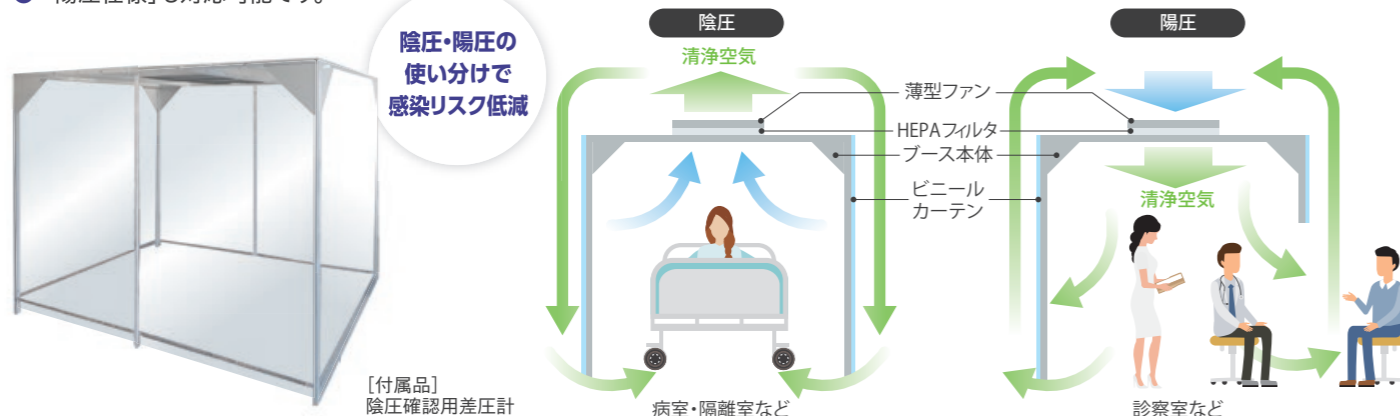 陰圧・陽圧の
使い分けで
感染リスク低減
[付属品]
陰圧確認用差圧計
陰圧
清浄空気
病室・隔離室など
薄型ファン
HEPAフィルタ
ブース本体
ビニール
カーテン
陽圧
清浄空気
診察室など